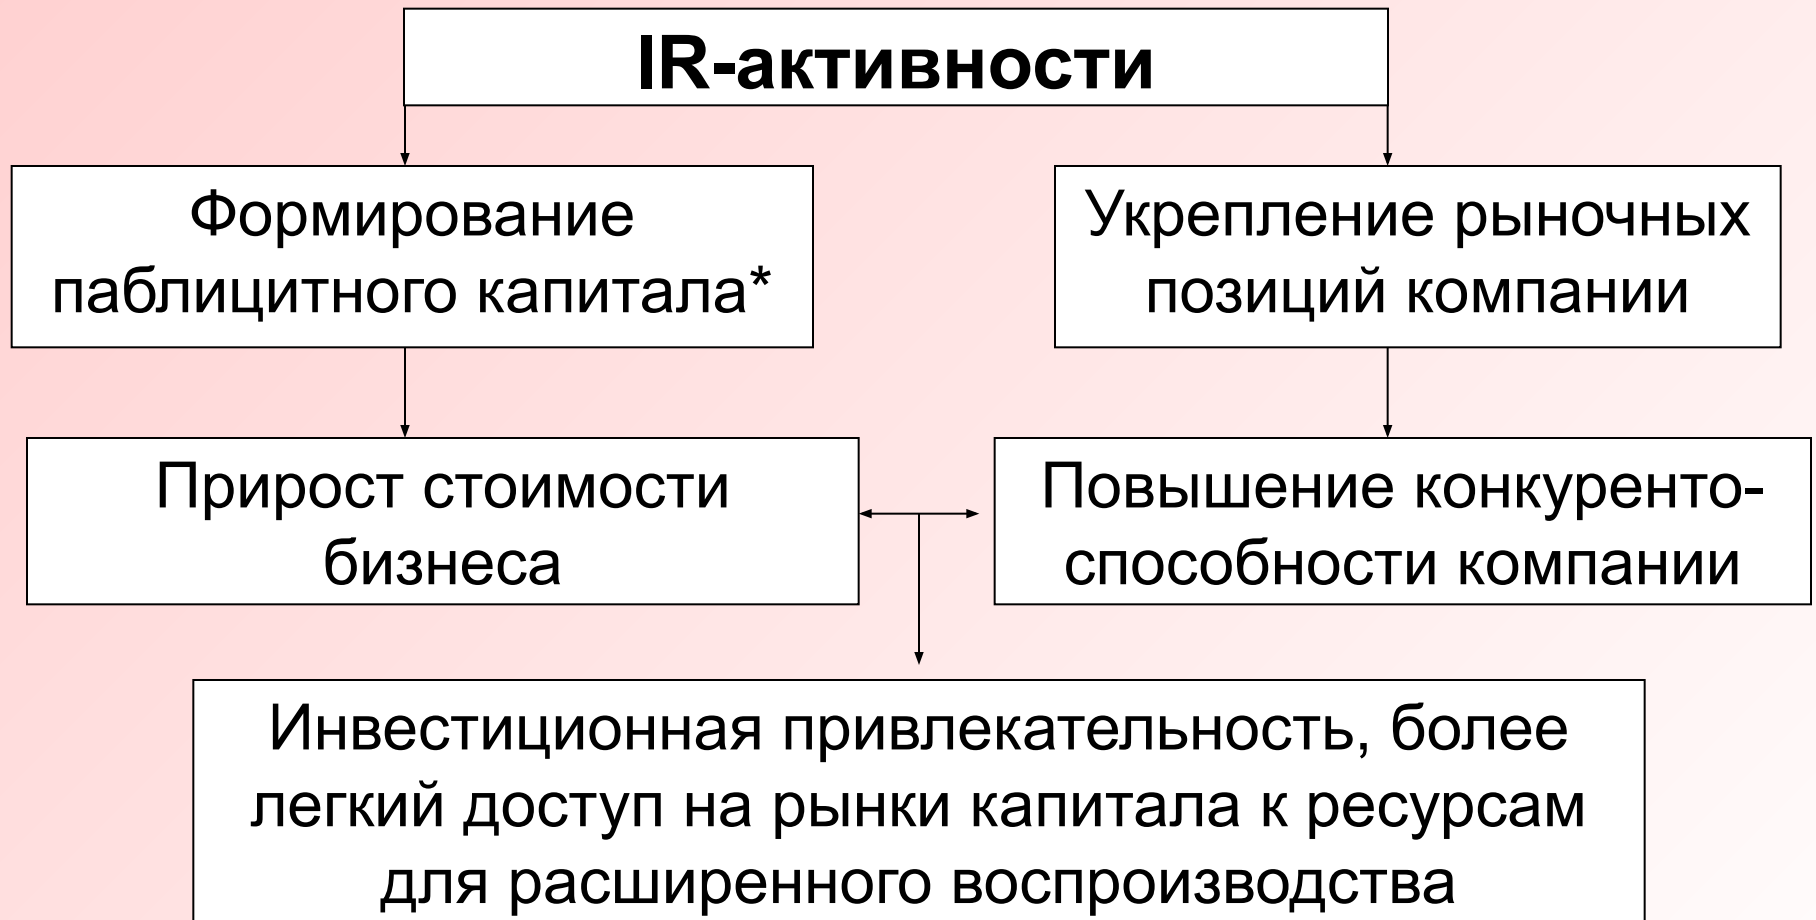 IR-активности
Формирование
паблицитного капитала*
Укрепление рыночных
позиций компании
Прирост стоимости
бизнеса
Повышение конкуренто-
способности компании
Инвестиционная привлекательность, более
легкий доступ на рынки капитала к ресурсам
для расширенного воспроизводства